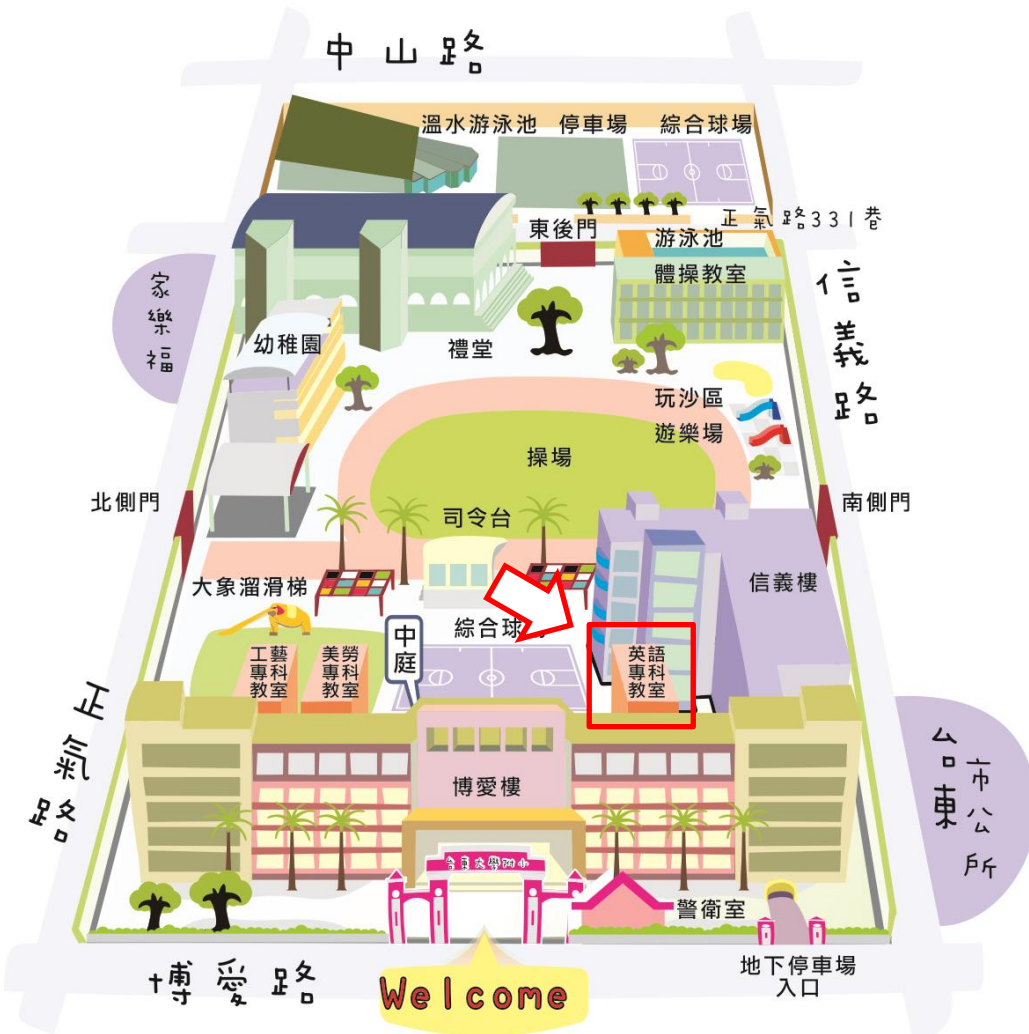 中山路
溫水游泳池 停車場 綜合球場
正氣路331巷
東後門
游泳池
體操教室
家樂福
信義路
幼稚園
禮堂
玩沙區
遊樂場
操場
北側門
南側門
司令台
大象溜滑梯
信義樓
綜合球
中庭
工藝
專科
教室
美勞
專科
教室
英語
專科
教室
正氣路
台東市公所
博愛樓
台東大學附小
警衛室
地下停車場
入口
博愛路
Welcome